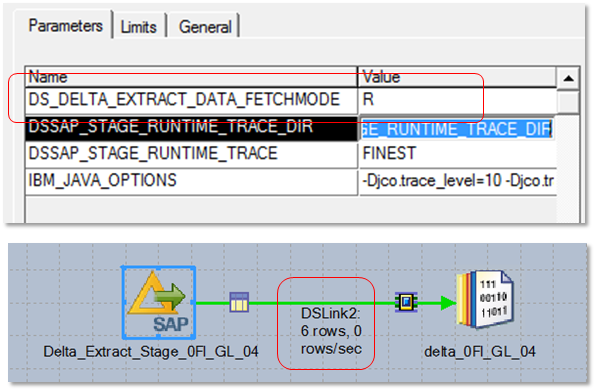 Parameters Limits General
Name Value
DS_DELTA_EXTRACT_DATA_FETCHMODE R
DSSAP_STAGE_RUNTIME_TRACE_DIR GE_RUNTIME_TRACE_DIR
DSSAP_STAGE_RUNTIME_TRACE FINEST
IBM_JAVA_OPTIONS -Djco.trace_level=10 -Djco.tr
SAP
DSLink2:
6 rows, 0
rows/sec
111
00110
11011
Delta_Extract_Stage_0FI_GL_04 delta_0FI_GL_04